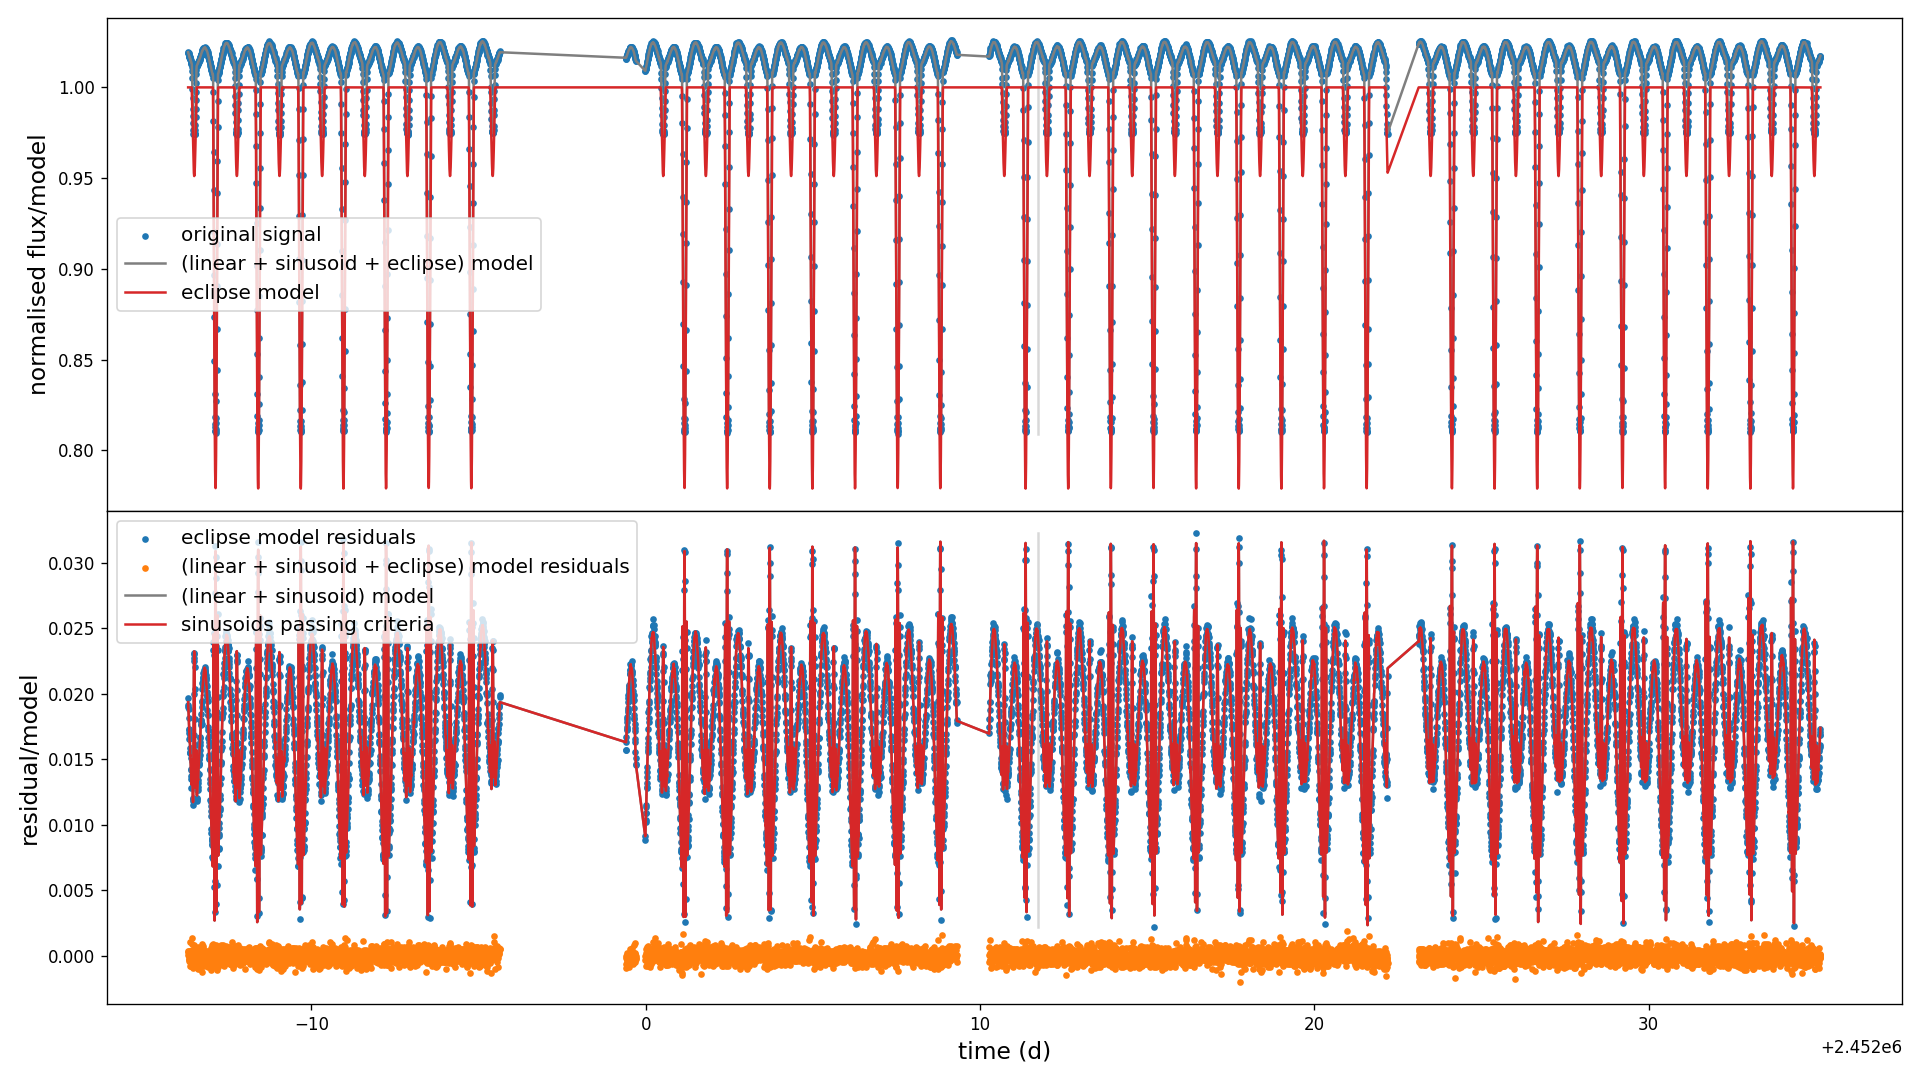 normalised flux/model
1.00
0.95
0.90
0.85
0.80
original signal
(linear + sinusoid + eclipse) model
eclipse model
residual/model
0.030
0.025
0.020
0.015
0.010
0.005
0.000
eclipse model residuals
(linear + sinusoid + eclipse) model residuals
(linear + sinusoid) model
sinusoids passing criteria
−10
0
10
20
30
time (d)
+2.452e6